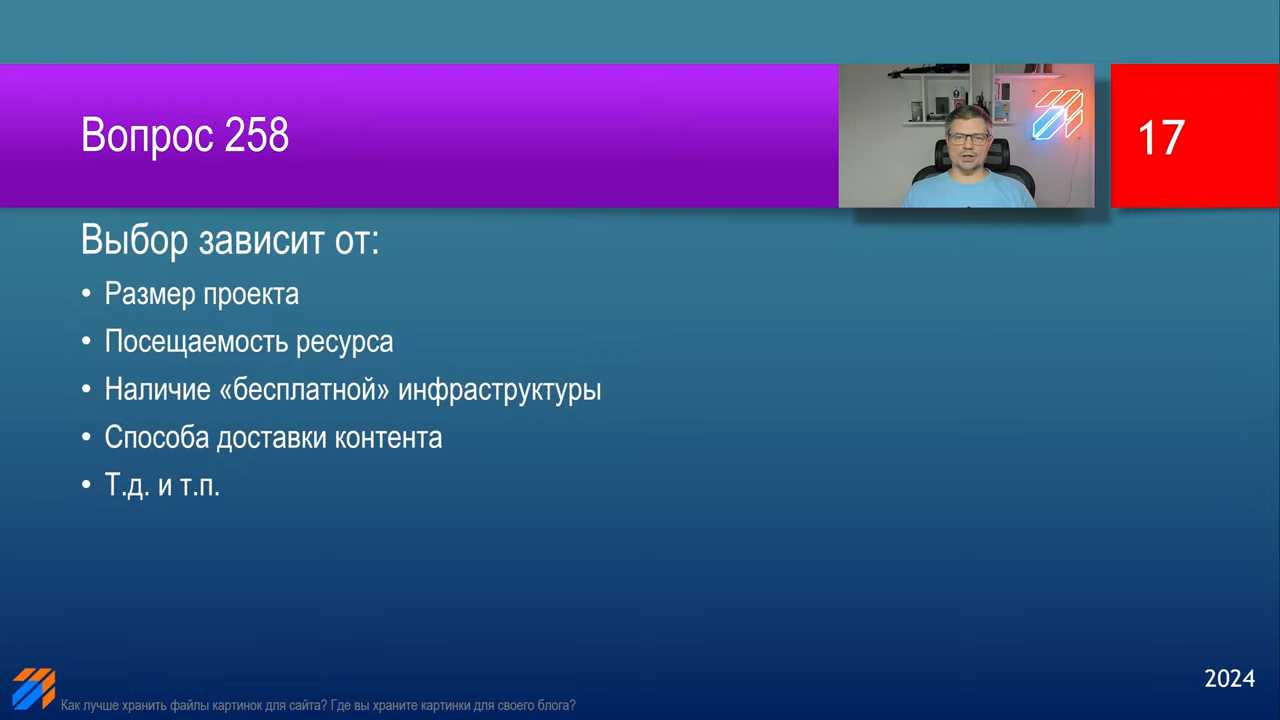 Вопрос 258
17
Выбор зависит от:
• Размер проекта
• Посещаемость ресурса
• Наличие «бесплатной» инфраструктуры
• Способа доставки контента
• Т.д. и т.п.
2024
Как лучше хранить файлы картинок для сайта? Где вы храните картинки для своего блога?